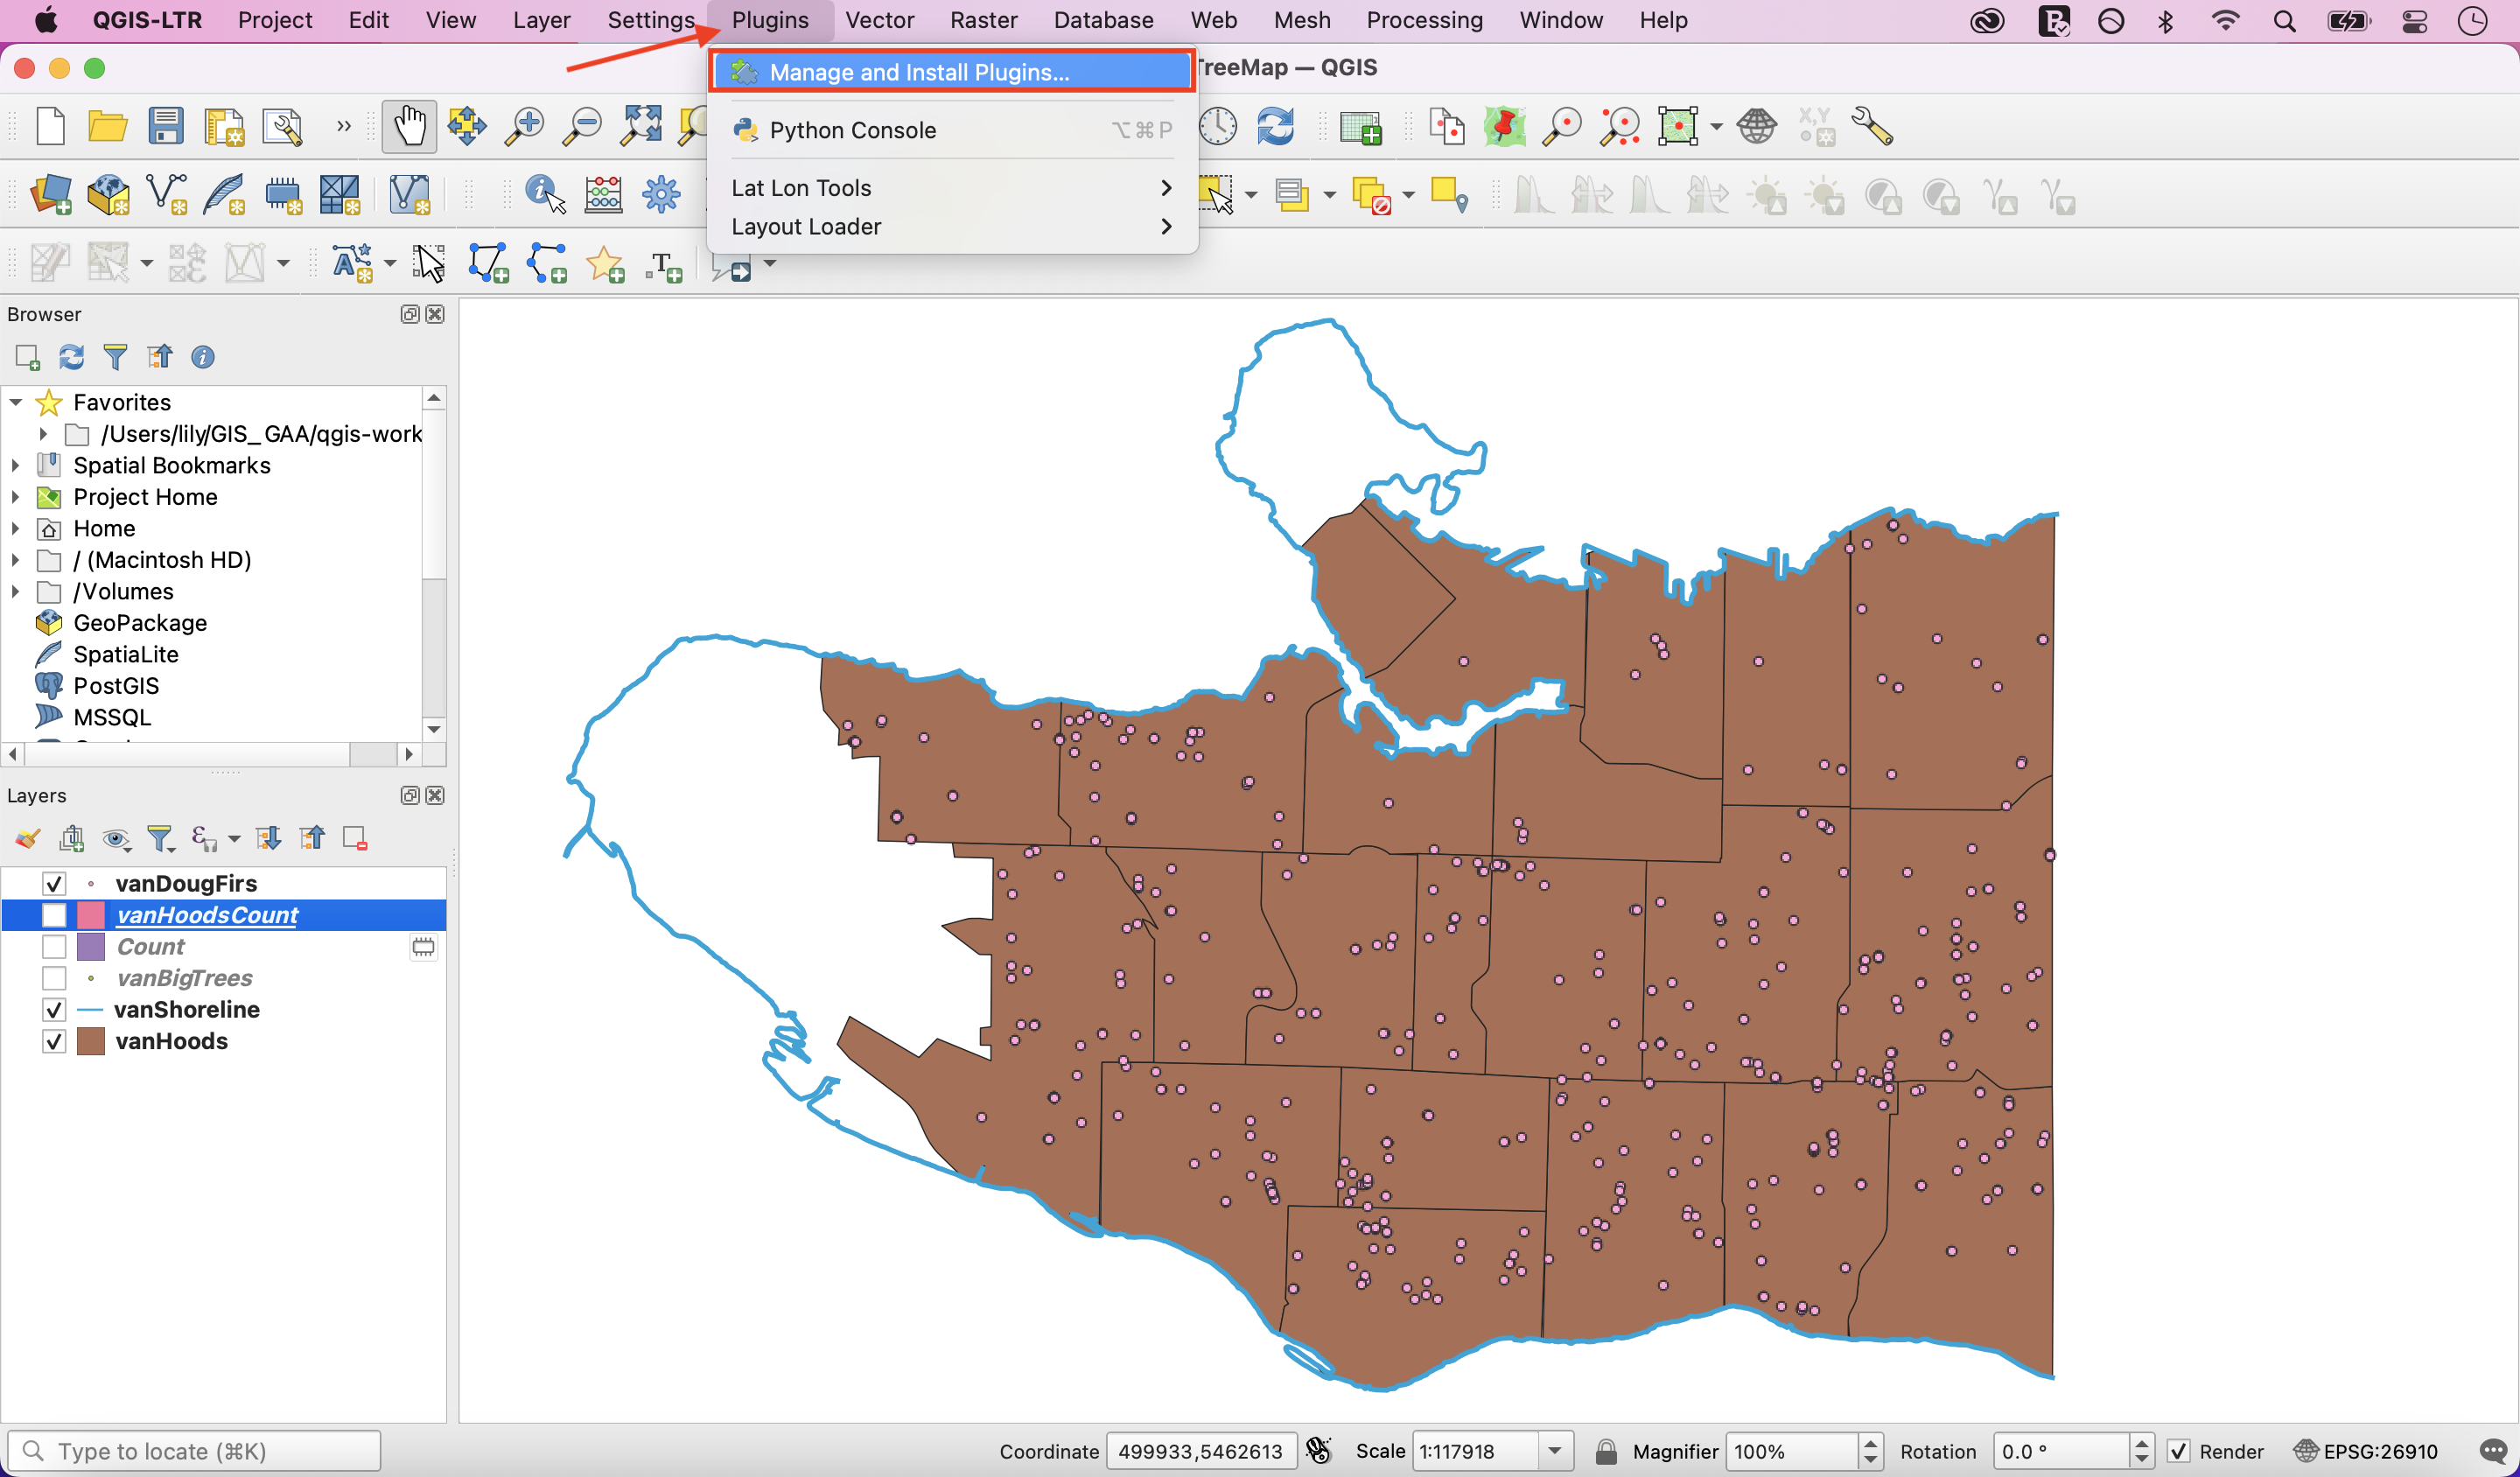 QGIS-LTR Project Edit View Layer Settings Plugins Vector Raster Database Web Mesh Processing Window Help
TreeMap — QGIS
Manage and Install Plugins...
Python Console ⌥⌘P
Lat Lon Tools
Layout Loader
Browser
Favorites
/Users/lily/GIS_GAA/qgis-work
Spatial Bookmarks
Project Home
Home
/ (Macintosh HD)
/Volumes
GeoPackage
SpatiaLite
PostGIS
MSSQL
Layers
vanDougFirs
vanHoodsCount
Count
vanBigTrees
vanShoreline
vanHoods
Type to locate (⌘K) Coordinate 499933,5462613 Scale 1:117918 Magnifier 100% Rotation 0.0 ° Render EPSG:26910